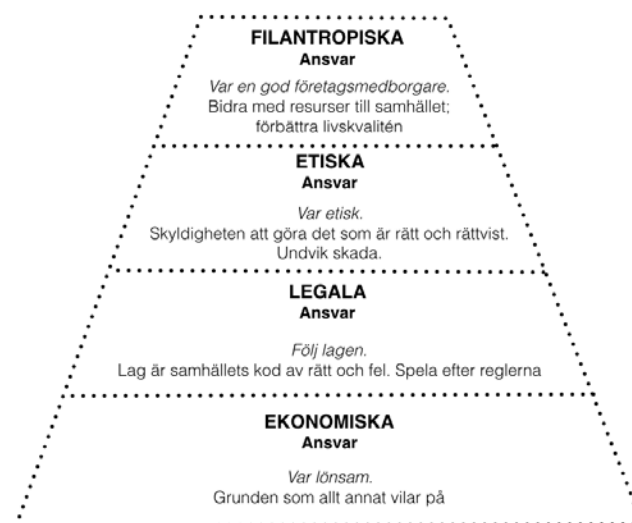 FILANTROPISKA
Ansvar
Var en god företagsmedborgare.
Bidra med resurser till samhället;
förbättra livskvalitén
ETISKA
Ansvar
Var etisk.
Skyldigheten att göra det som är rätt och rättvist.
Undvik skada.
LEGALA
Ansvar
Följ lagen.
Lag är samhällets kod av rätt och fel. Spela efter reglerna
EKONOMISKA
Ansvar
Var lönsam.
Grunden som allt annat vilar på